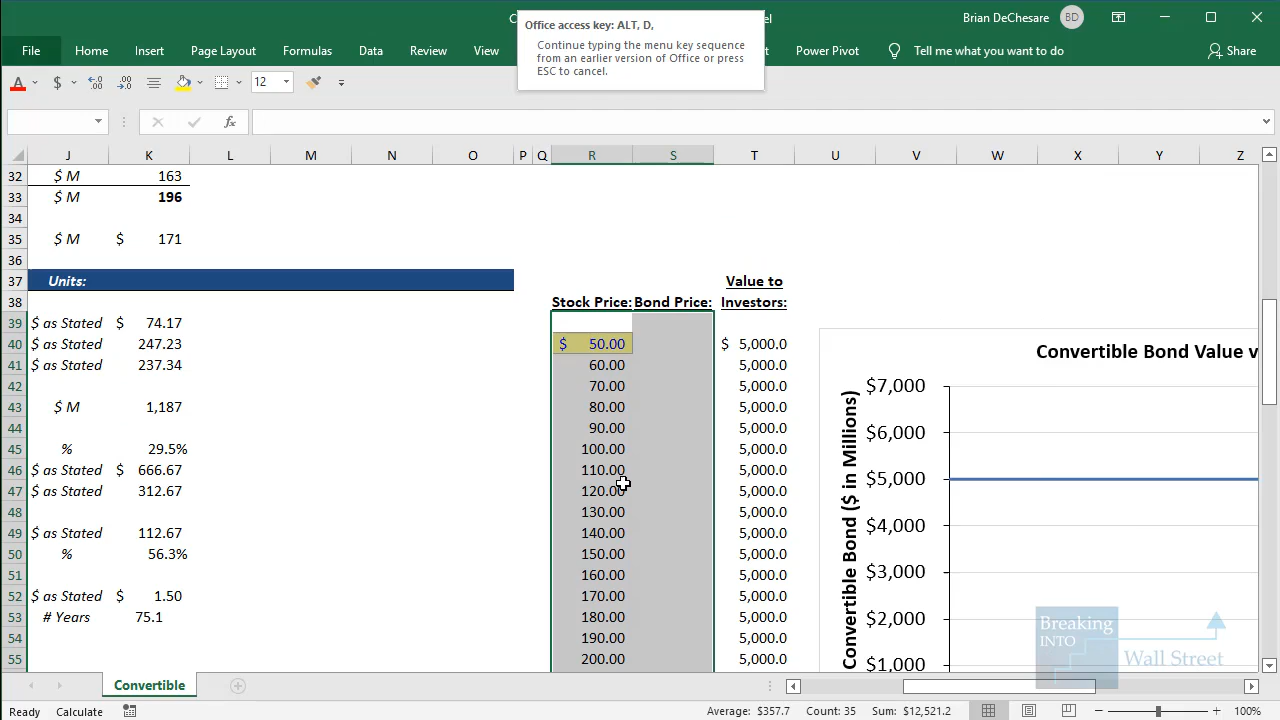 Office access key: ALT, D,
Continue typing the menu key sequence
from an earlier version of Office or press
ESC to cancel.
Brian DeChesare BD
File Home Insert Page Layout Formulas Data Review View Power Pivot Tell me what you want to do Share
A $ 12
fx
J K L M N O P Q R S T U V W X Y Z
32 $ M 163
33 $ M 196
34
35 $ M $ 171
36
37 Units: Value to
38 Stock Price: Bond Price: Investors:
39 $ as Stated $ 74.17
40 $ as Stated 247.23 $ 50.00 $ 5,000.0
41 $ as Stated 237.34 60.00 5,000.0
42 70.00 5,000.0
43 $ M 1,187 80.00 5,000.0
44 90.00 5,000.0
45 % 29.5% 100.00 5,000.0
46 $ as Stated $ 666.67 110.00 5,000.0
47 $ as Stated 312.67 120.00 5,000.0
48 130.00 5,000.0
49 $ as Stated 112.67 140.00 5,000.0
50 % 56.3% 150.00 5,000.0
51 160.00 5,000.0
52 $ as Stated $ 1.50 170.00 5,000.0
53 # Years 75.1 180.00 5,000.0
54 190.00 5,000.0
55 200.00 5,000.0
Convertible Bond Value v
Convertible Bond ($ in Millions)
$7,000
$6,000
$5,000
$4,000
$3,000
$2,000
$1,000
Breaking
INTO
Wall Street
Convertible
Ready Calculate Average: $357.7 Count: 35 Sum: $12,521.2 100%